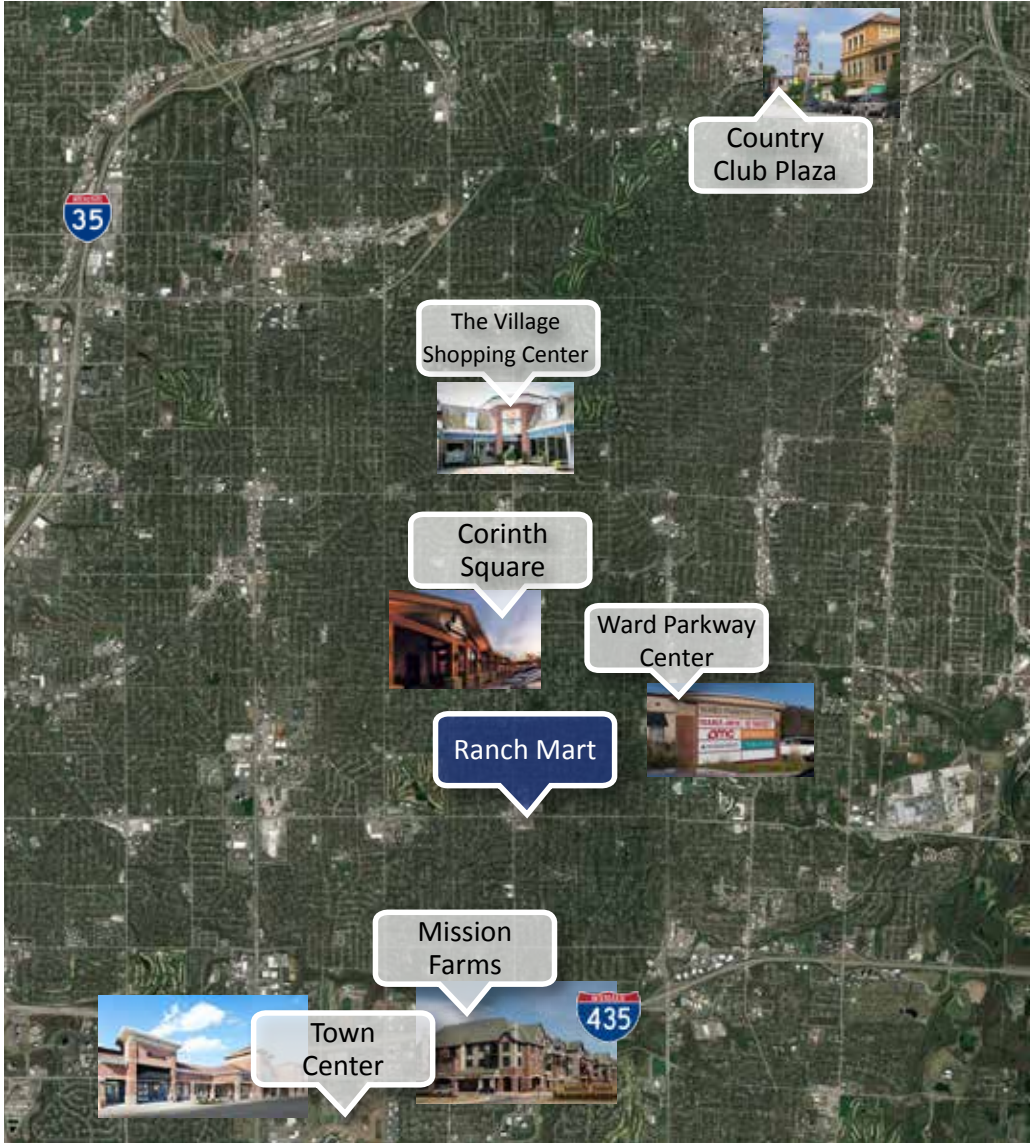 Country
Club Plaza
35
The Village
Shopping Center
Corinth
Square
Ward Parkway
Center
amc
Ranch Mart
Mission
Farms
435
Town
Center